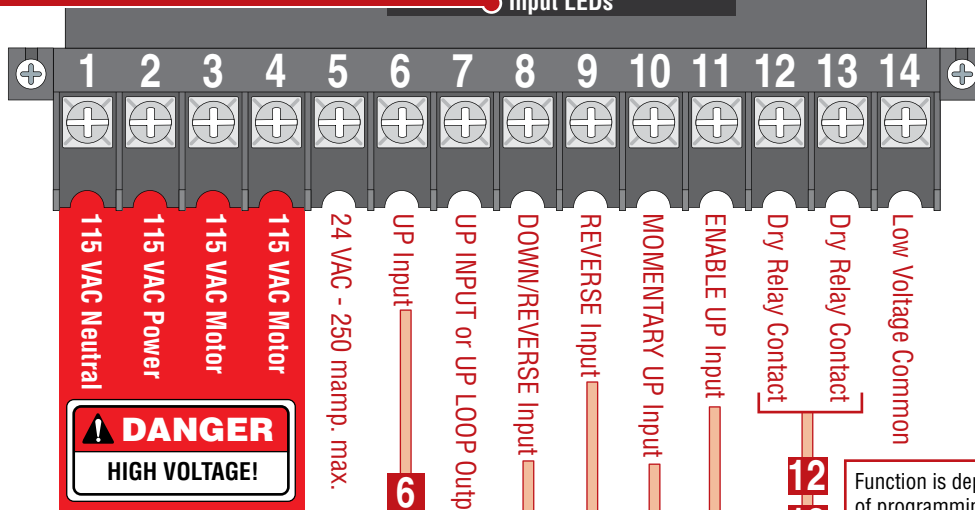 Input LEDs
1 2 3 4 5 6 7 8 9 10 11 12 13 14
115 VAC Neutral
115 VAC Power
115 VAC Motor
115 VAC Motor
24 VAC - 250 mamp. max.
UP Input
UP INPUT or UP LOOP Outp
DOWN/REVERSE Input
REVERSE Input
MOMENTARY UP Input
ENABLE UP Input
Dry Relay Contact
Dry Relay Contact
Low Voltage Common
DANGER
HIGH VOLTAGE!
6
12
Function is dep
of programmin